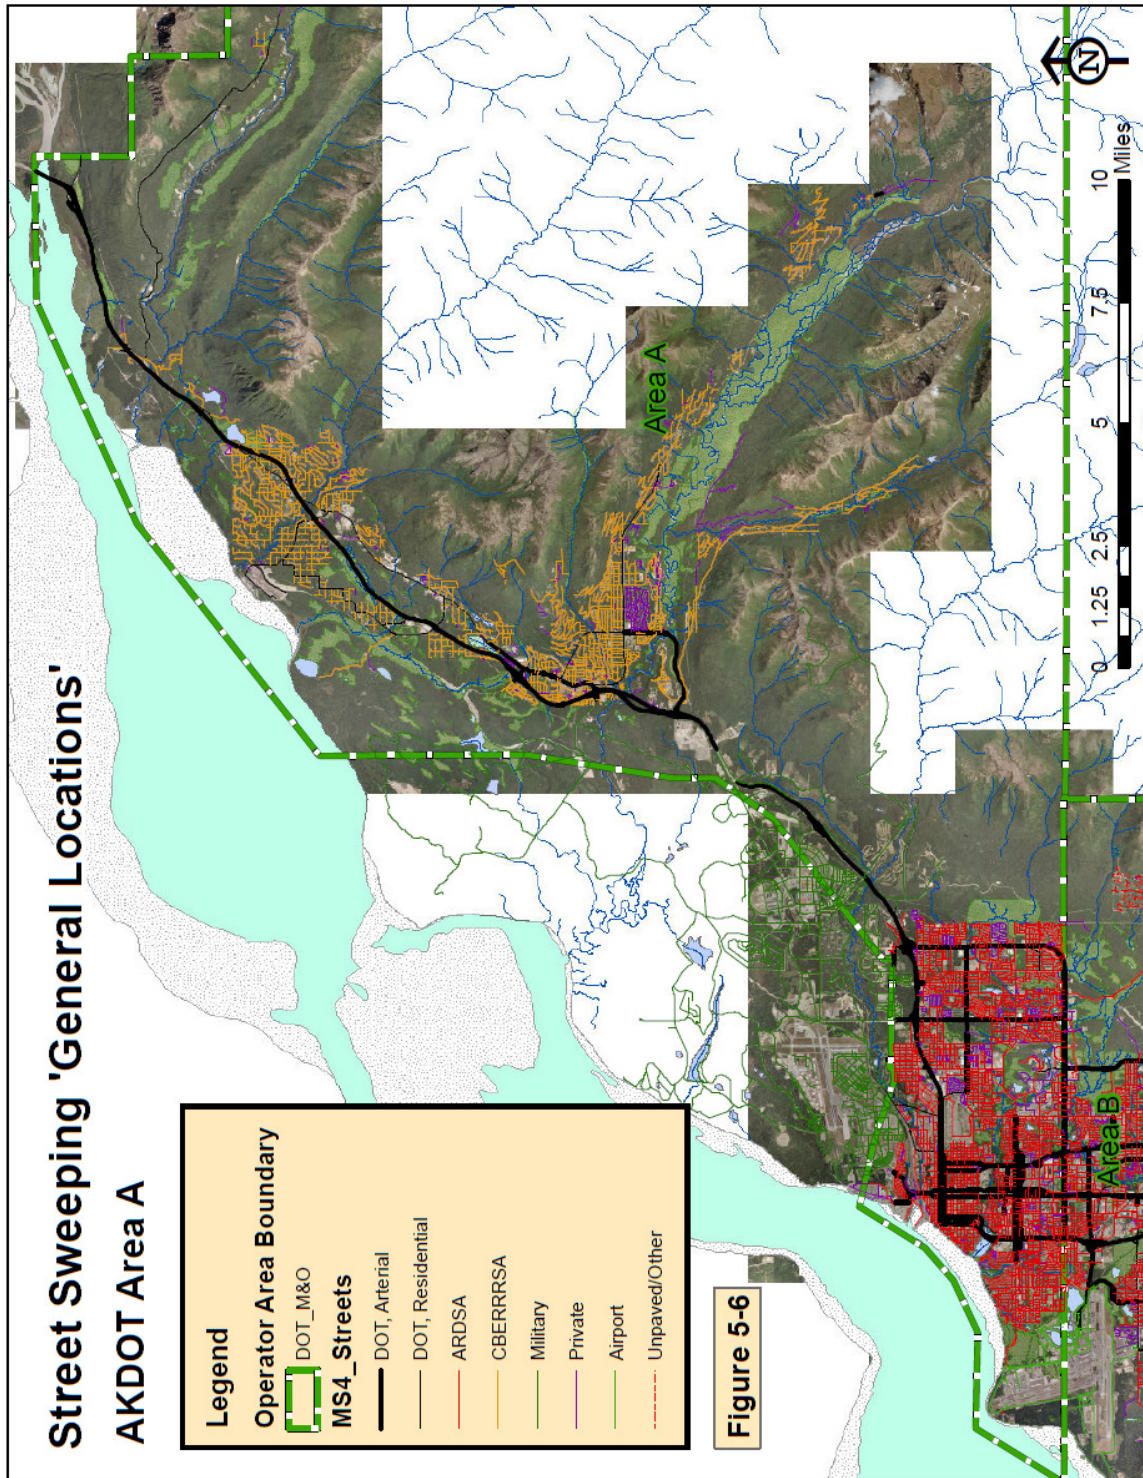 Street Sweeping 'General Locations'
AKDOT Area A
Legend
Operator Area Boundary
DOT_M&O
MS4_Streets
DOT, Arterial
DOT, Residential
ARDSA
CBERRRSA
Military
Private
Airport
Unpaved/Other
Figure 5-6
Area A
Area B
N
0 1.25 2.5 5 7.5 10
Miles